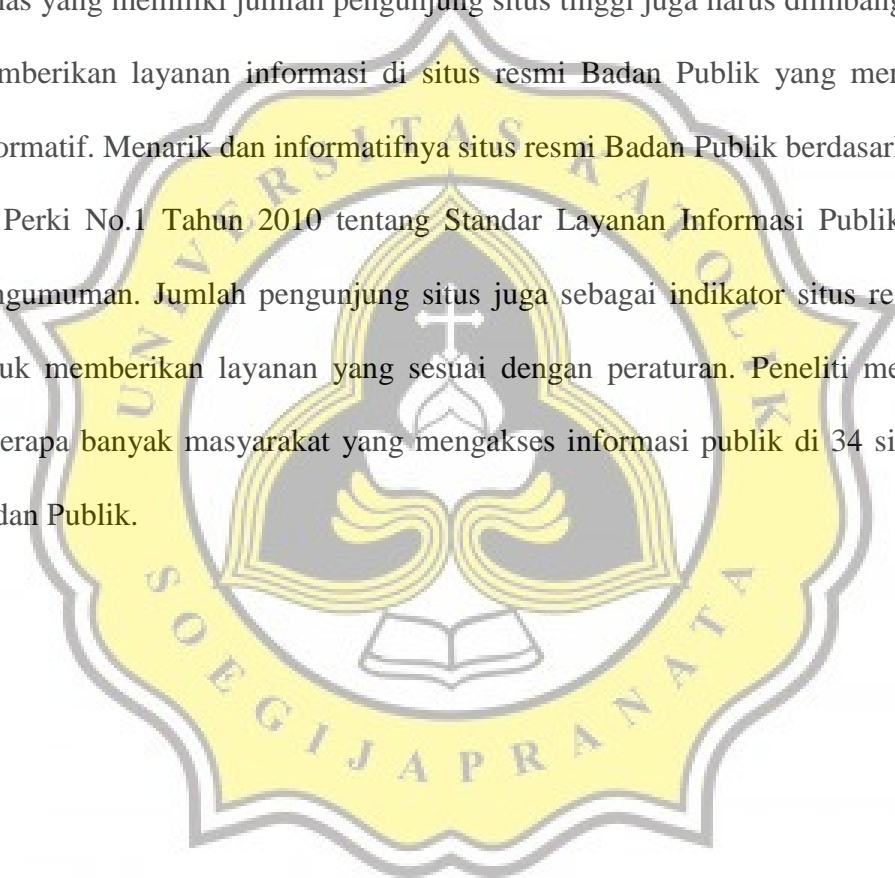 yang memiliki jumlah pengunjung situs tinggi juga harus diimbang
mberikan layanan informasi di situs resmi Badan Publik yang men
ormatif. Menarik dan informatifnya situs resmi Badan Publik berdasar
Perki No.1 Tahun 2010 tentang Standar Layanan Informasi Publik
ngumuman. Jumlah pengunjung situs juga sebagai indikator situs re
uk memberikan layanan yang sesuai dengan peraturan. Peneliti me
erapa banyak masyarakat yang mengakses informasi publik di 34 si
dan Publik.
UNIVERSITAS KATOLIK
SOEGIJAPRANATA